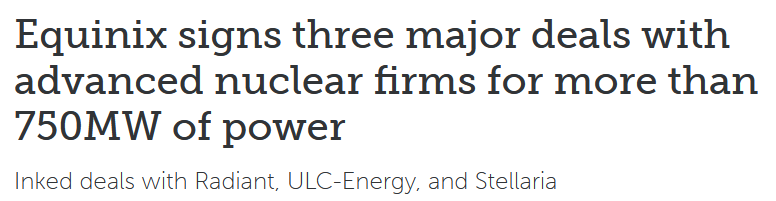 Equinix signs three major deals with
advanced nuclear firms for more than
750MW of power
Inked deals with Radiant, ULC-Energy, and Stellaria